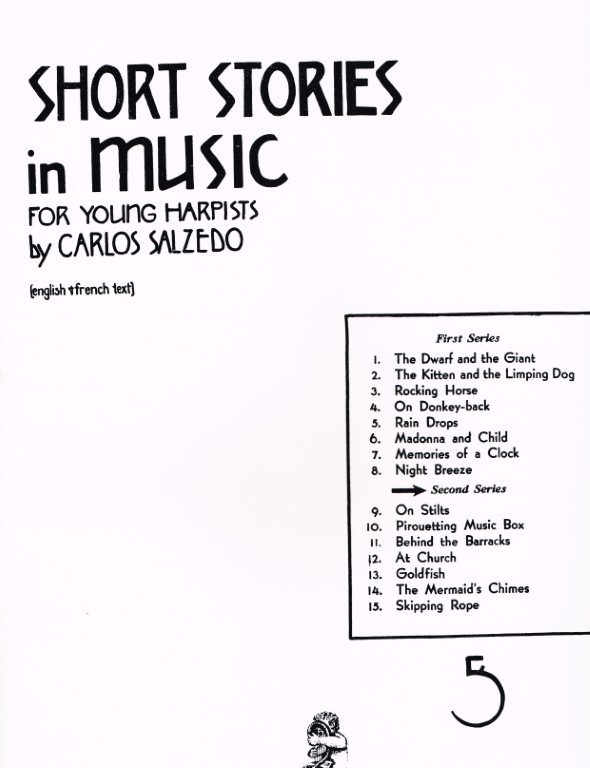 SHORT STORIES
in MUSIC
FOR YOUNG HARPISTS
by CARLOS SALZEDO
(english & french text)
First Series
1. The Dwarf and the Giant
2. The Kitten and the Limping Dog
3. Rocking Horse
4. On Donkey-back
5. Rain Drops
6. Madonna and Child
7. Memories of a Clock
8. Night Breeze
Second Series
9. On Stilts
10. Pirouetting Music Box
11. Behind the Barracks
12. At Church
13. Goldfish
14. The Mermaid's Chimes
15. Skipping Rope
5